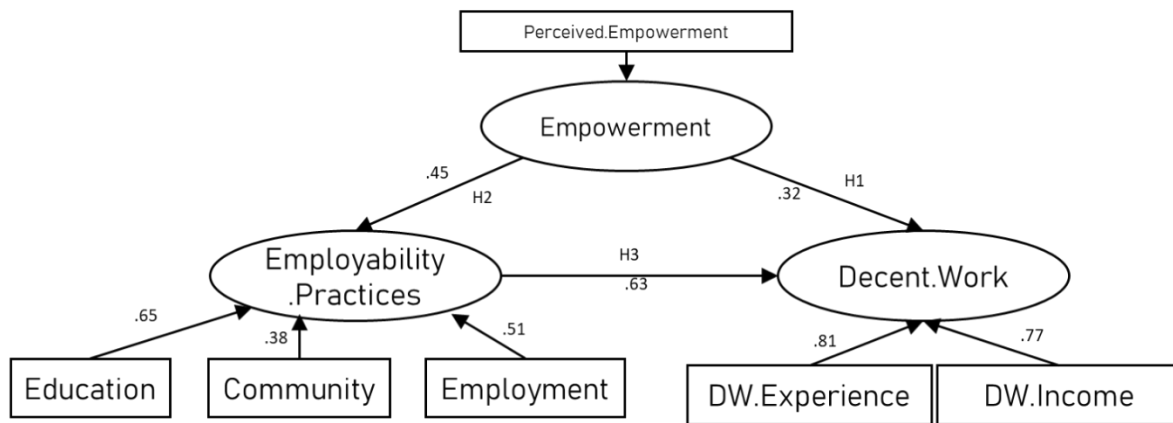 Perceived.Empowerment
Empowerment
.45
H2
H1
.32
Employability
.Practices
H3
.63
Decent.Work
.65
.38
.51
.81
.77
Education
Community
Employment
DW.Experience
DW.Income